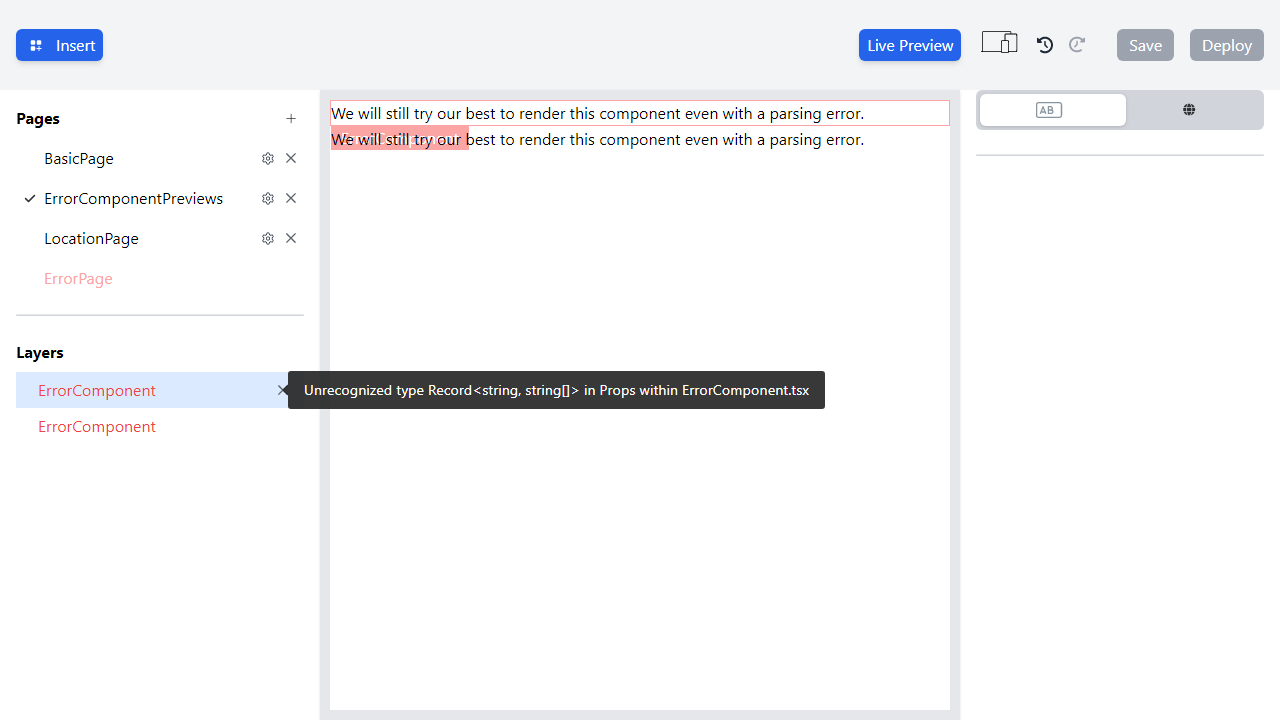 Insert
Live Preview
Save
Deploy
Pages
BasicPage
ErrorComponentPreviews
LocationPage
ErrorPage
Layers
ErrorComponent
ErrorComponent
We will still try our best to render this component even with a parsing error.
We will still try our best to render this component even with a parsing error.
Unrecognized type Record<string, string[]> in Props within ErrorComponent.tsx
AB